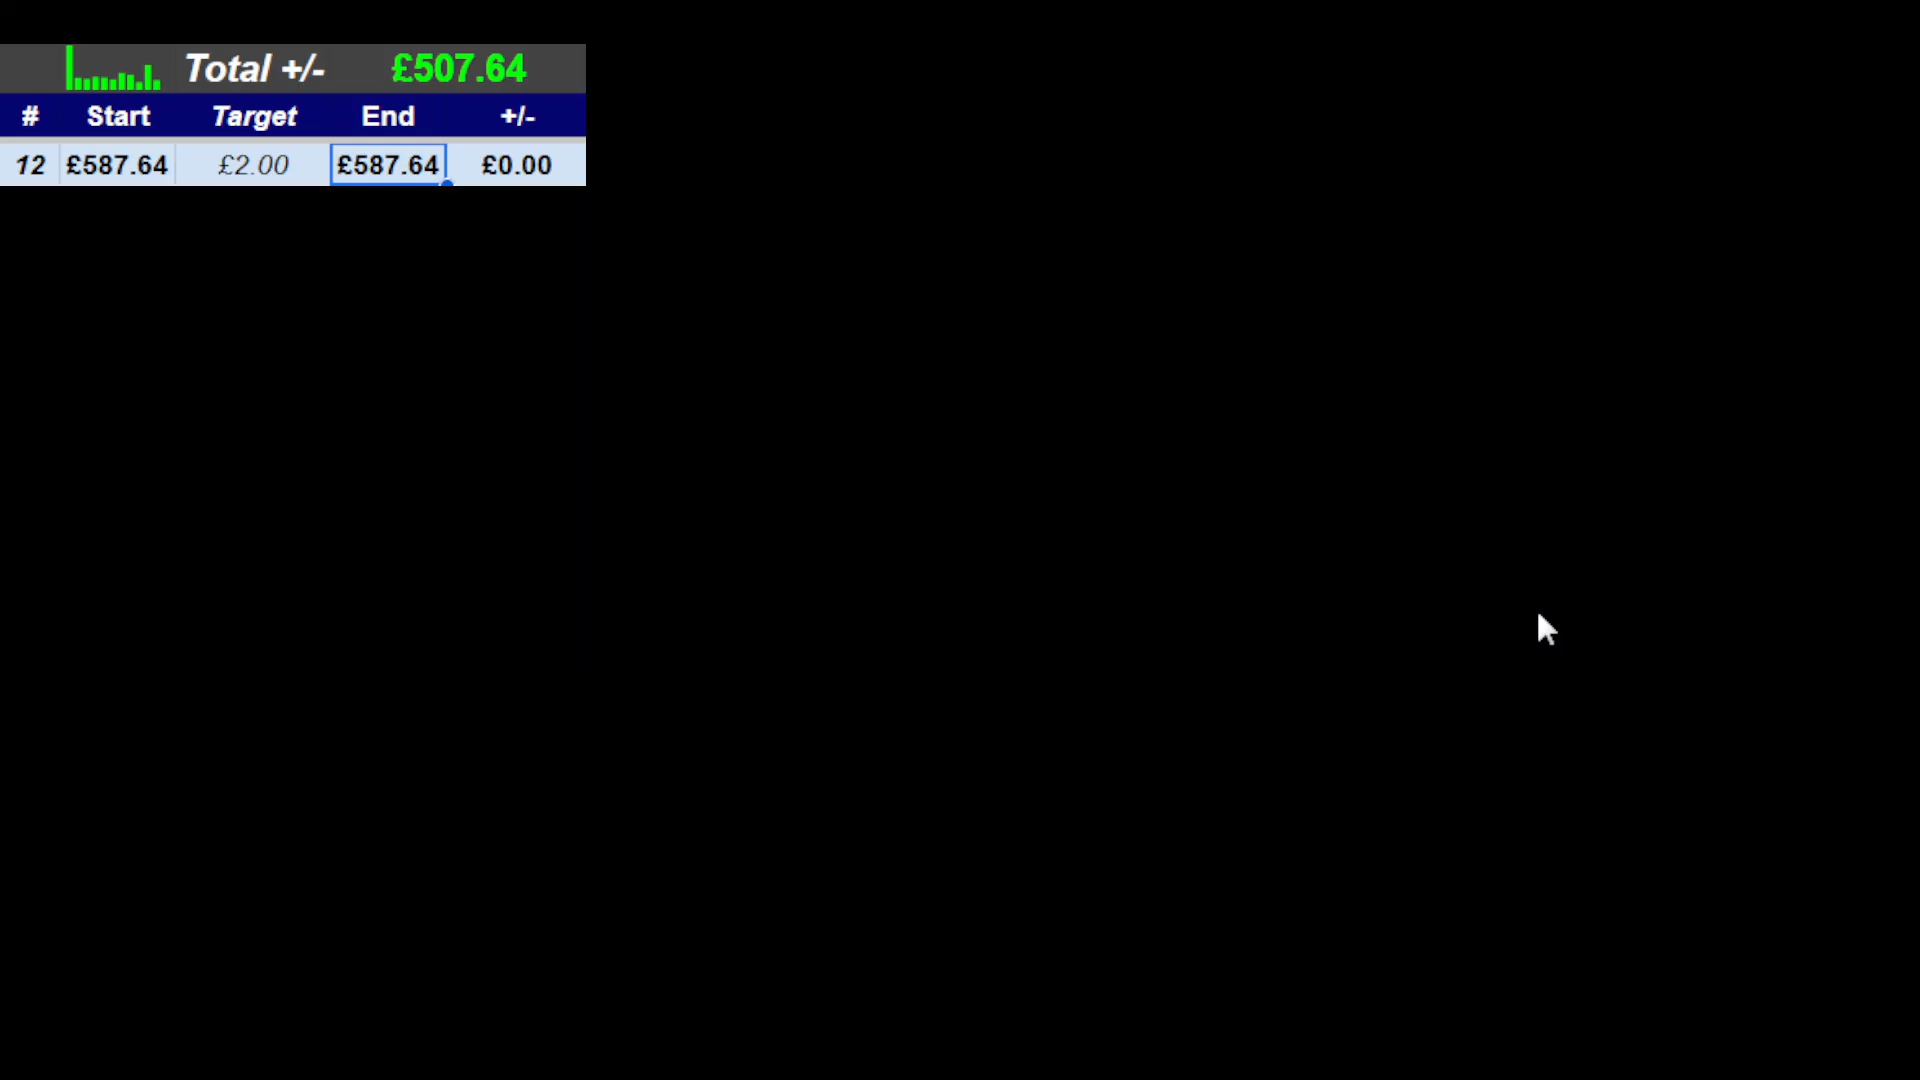 Total +/- £507.64
# Start Target End +/-
12 £587.64 £2.00 £587.64 £0.00